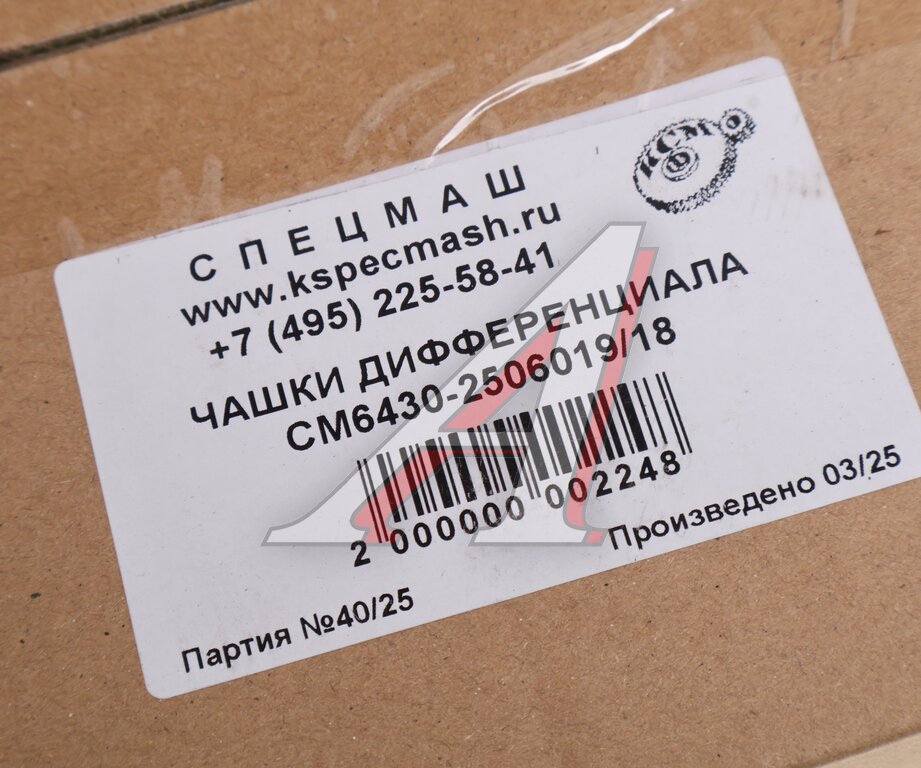 КСМ
СПЕЦМАШ
www.kspecmash.ru
+7 (495) 225-58-41
ЧАШКИ ДИФФЕРЕНЦИАЛА
СМ6430-2506019/18
2 000000 002248
Произведено 03/25
Партия №40/25